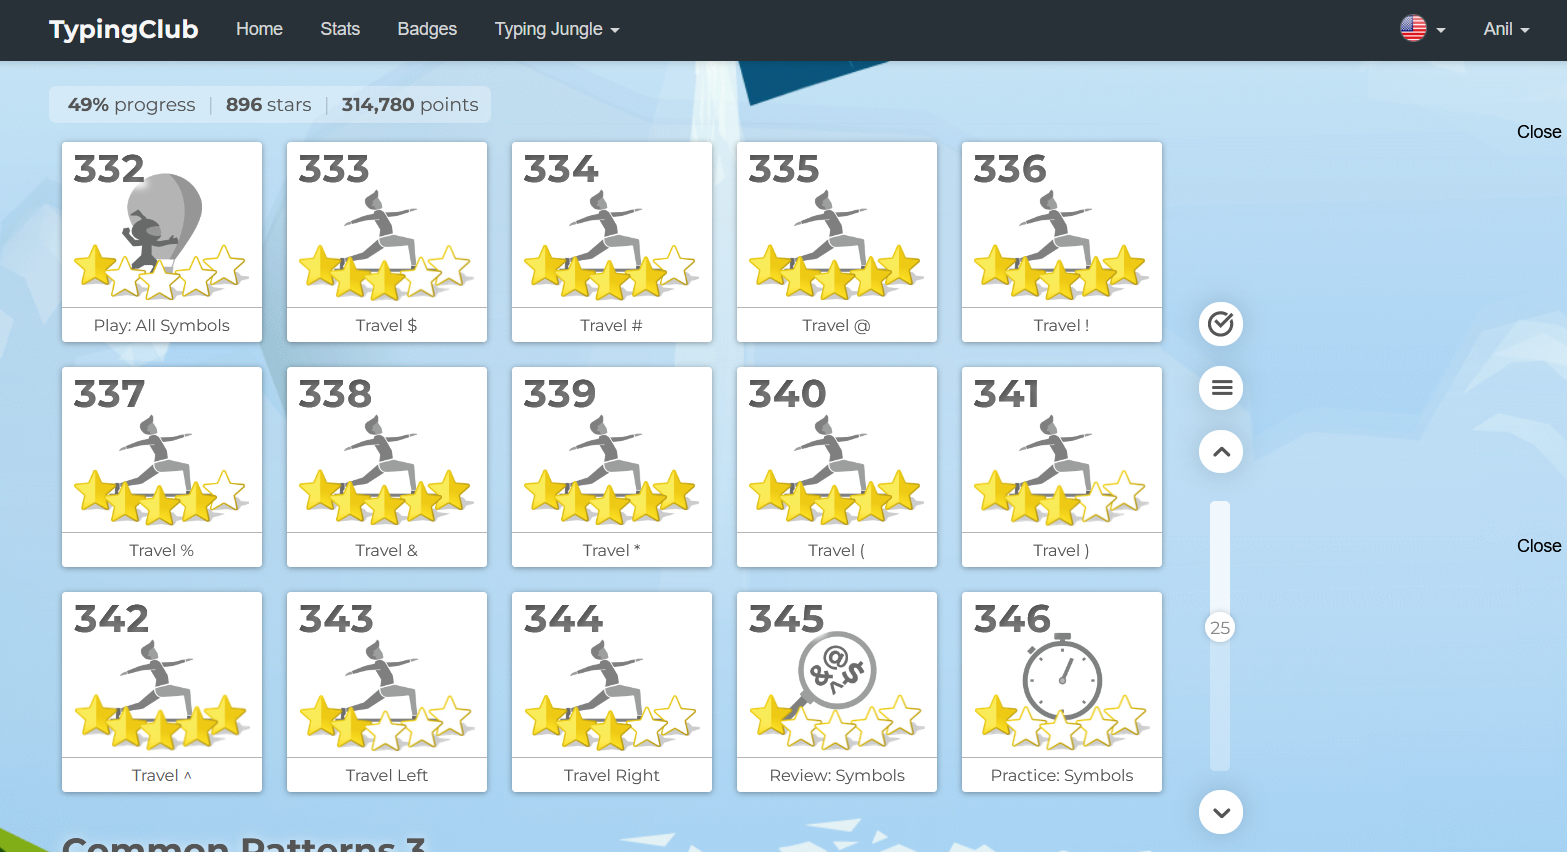 TypingClub Home Stats Badges Typing Jungle Anil
49% progress | 896 stars | 314,780 points
Close
332 333 334 335 336
Play: All Symbols Travel $ Travel # Travel @ Travel !
337 338 339 340 341
Travel % Travel & Travel * Travel ( Travel )
Close
342 343 344 345 346
@
& $
^
25
Travel ^ Travel Left Travel Right Review: Symbols Practice: Symbols
Common Patterns 3